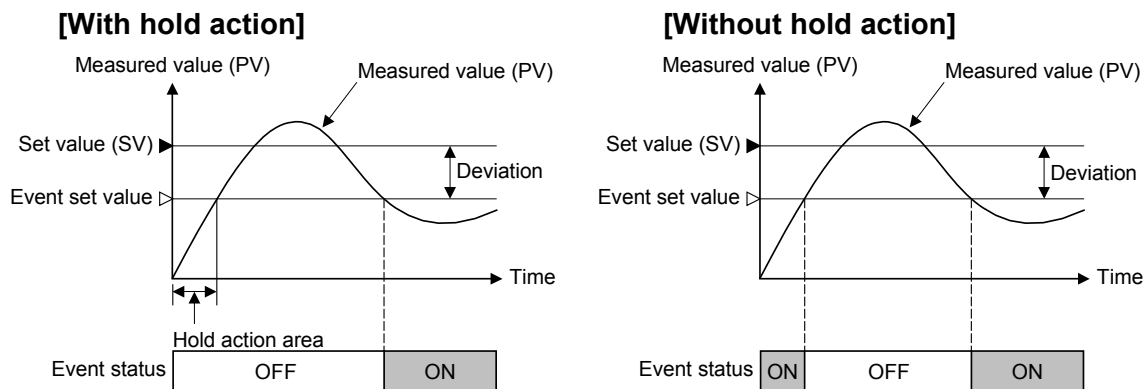 [With hold action]
Measured value (PV)
Measured value (PV)
Set value (SV)
Deviation
Event set value
Time
Hold action area
Event status
OFF
ON
[Without hold action]
Measured value (PV)
Measured value (PV)
Set value (SV)
Deviation
Event set value
Time
Event status
ON
OFF
ON